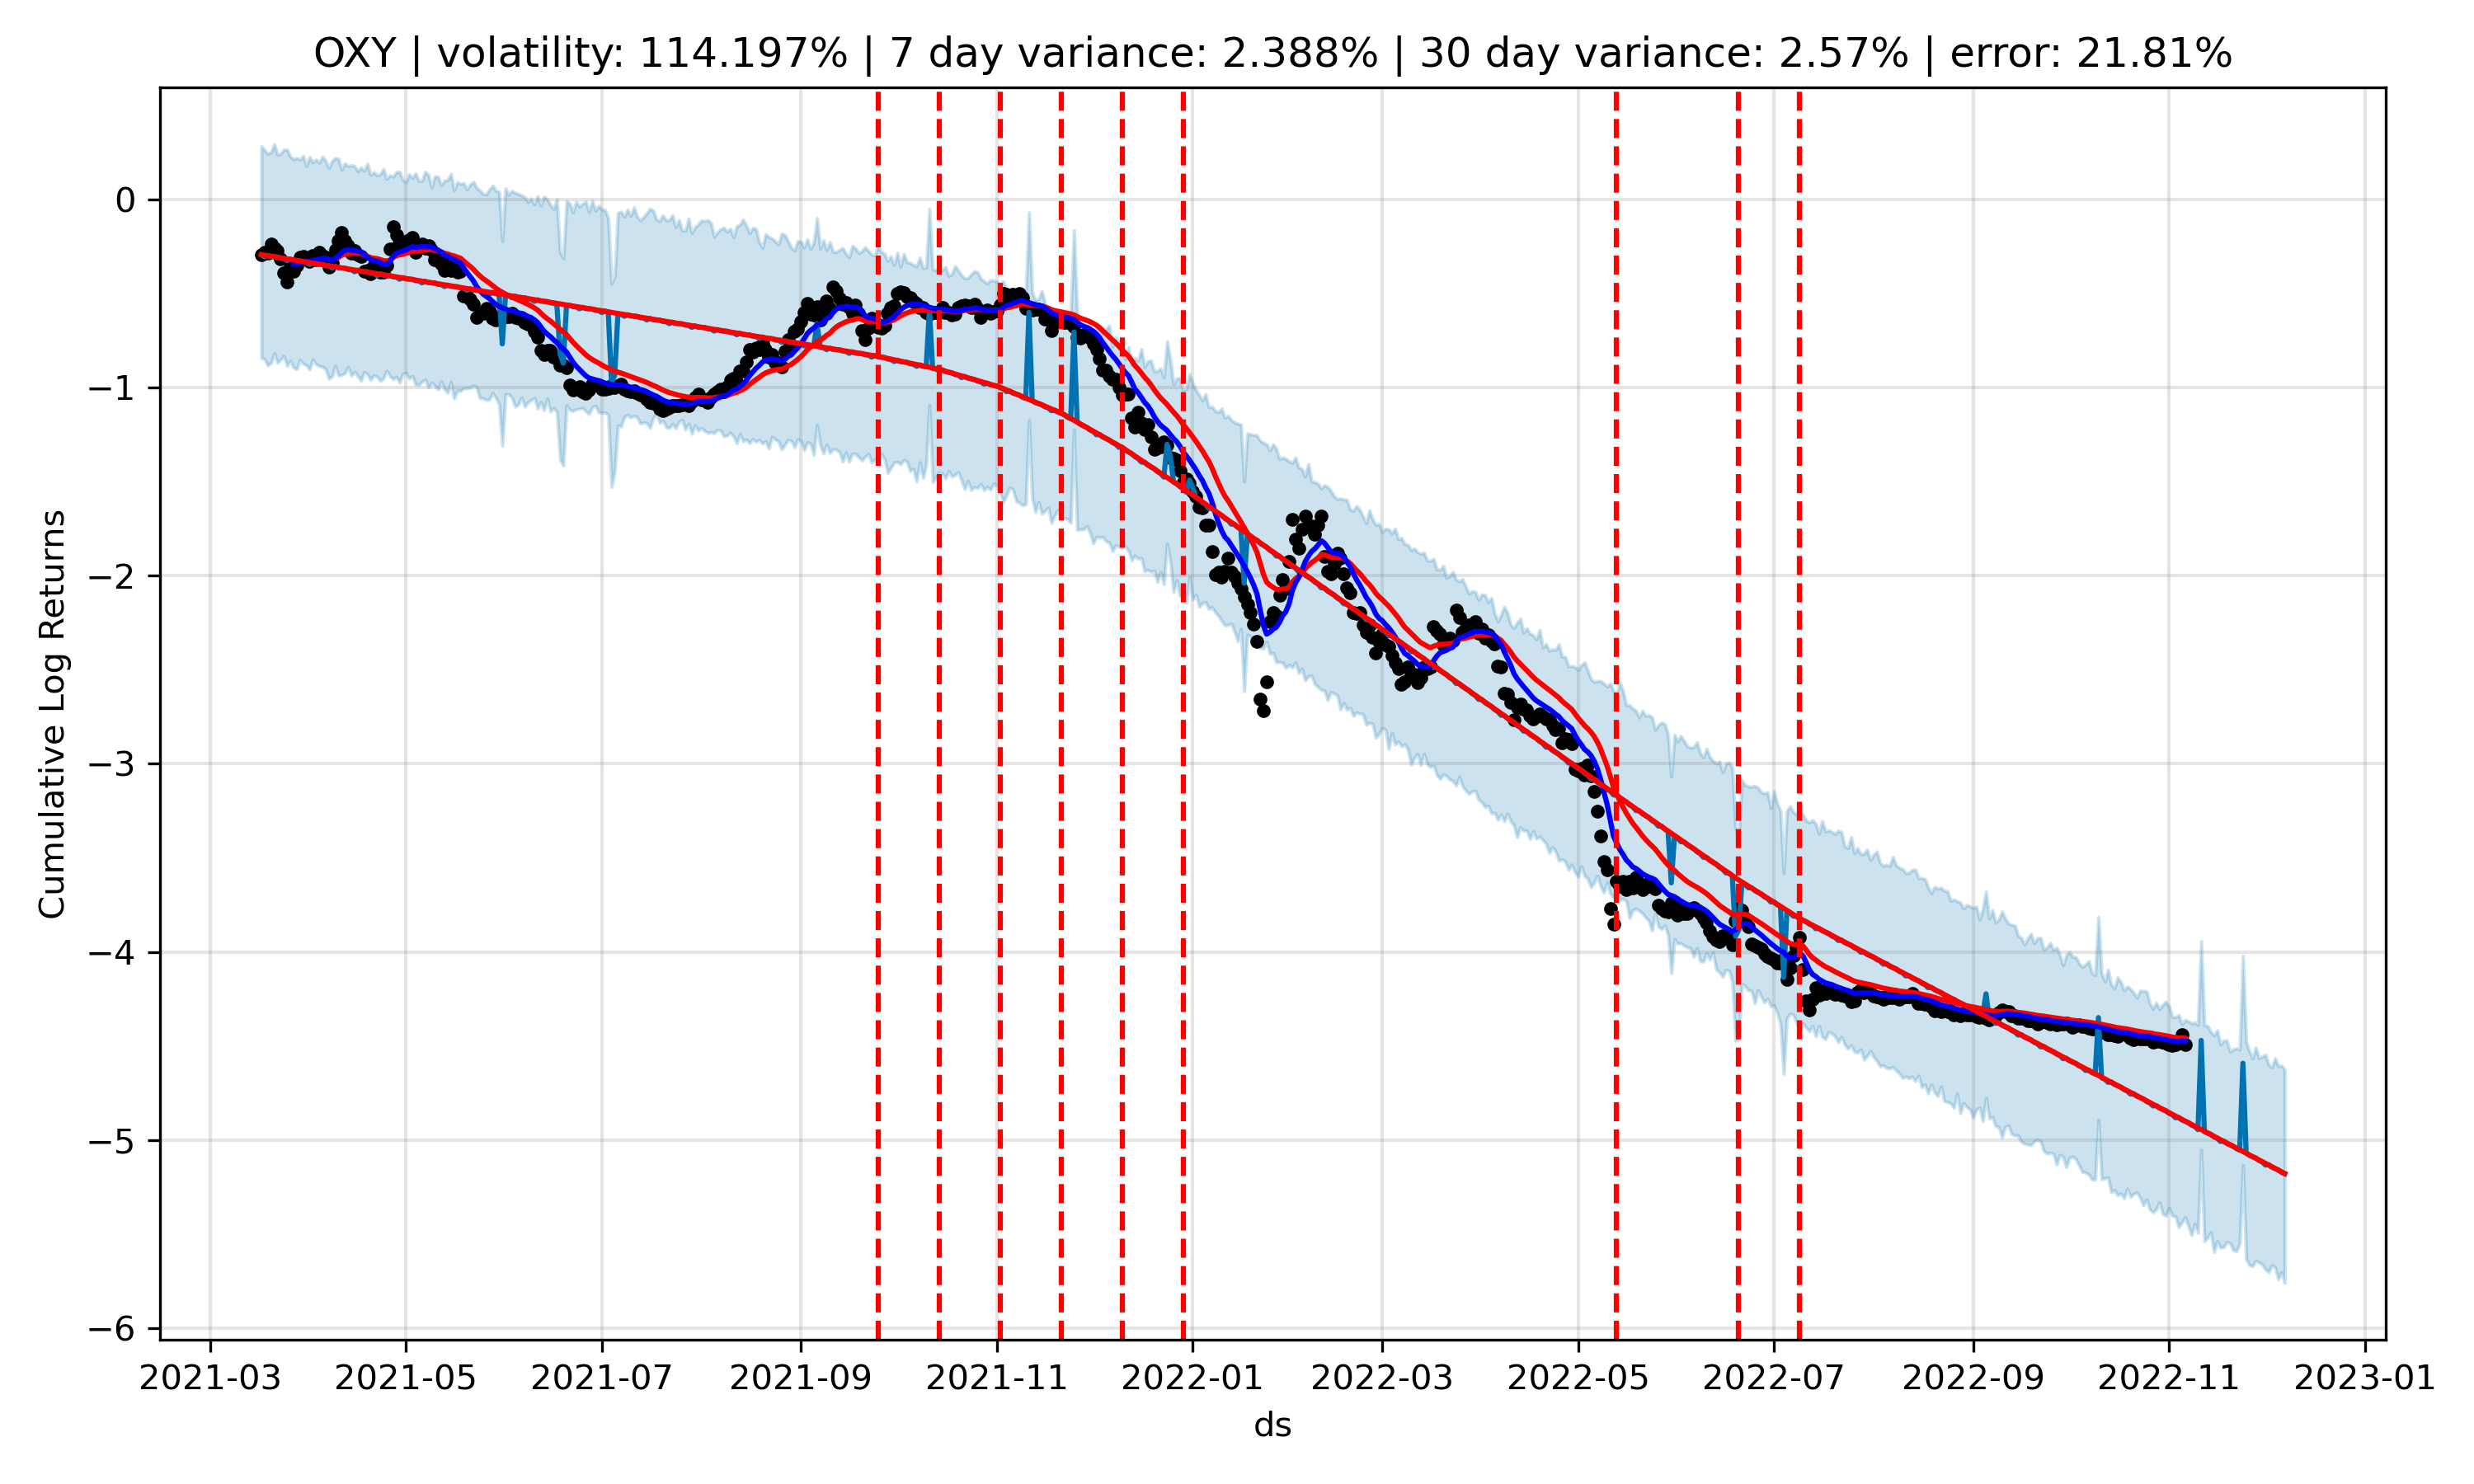 OXY | volatility: 114.197% | 7 day variance: 2.388% | 30 day variance: 2.57% | error: 21.81%
Cumulative Log Returns
0
−1
−2
−3
−4
−5
−6
2021-03 2021-05 2021-07 2021-09 2021-11 2022-01 2022-03 2022-05 2022-07 2022-09 2022-11 2023-01
ds